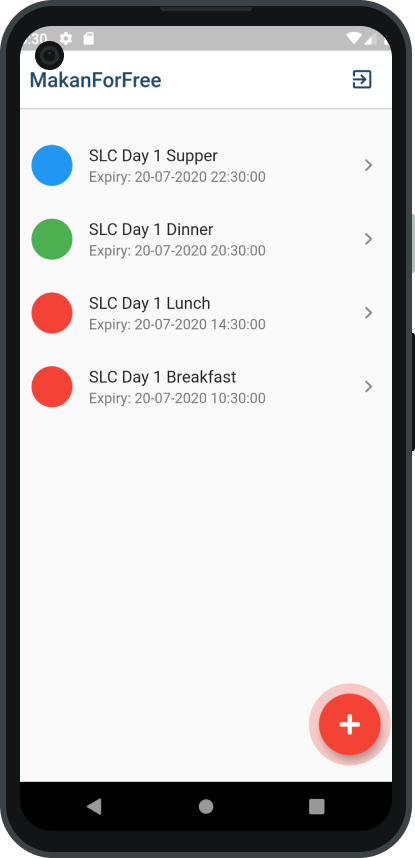 :30
MakanForFree
SLC Day 1 Supper
Expiry: 20-07-2020 22:30:00
SLC Day 1 Dinner
Expiry: 20-07-2020 20:30:00
SLC Day 1 Lunch
Expiry: 20-07-2020 14:30:00
SLC Day 1 Breakfast
Expiry: 20-07-2020 10:30:00